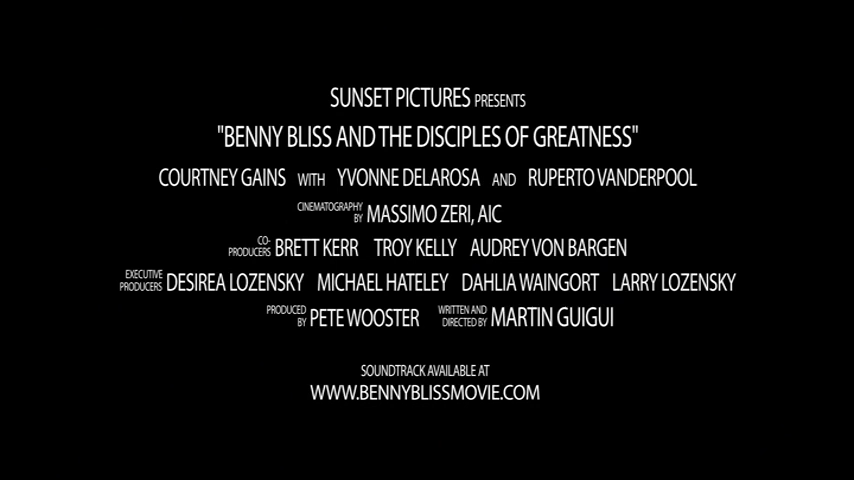 SUNSET PICTURES PRESENTS
"BENNY BLISS AND THE DISCIPLES OF GREATNESS"
COURTNEY GAINS WITH YVONNE DELAROSA AND RUPERTO VANDERPOOL
CINEMATOGRAPHY BY MASSIMO ZERI, AIC
CO-PRODUCERS BRETT KERR TROY KELLY AUDREY VON BARGEN
EXECUTIVE PRODUCERS DESIREA LOZENSKY MICHAEL HATELEY DAHLIA WAINGORT LARRY LOZENSKY
PRODUCED BY PETE WOOSTER WRITTEN AND DIRECTED BY MARTIN GUIGUI
SOUNDTRACK AVAILABLE AT
WWW.BENNYBLISSMOVIE.COM